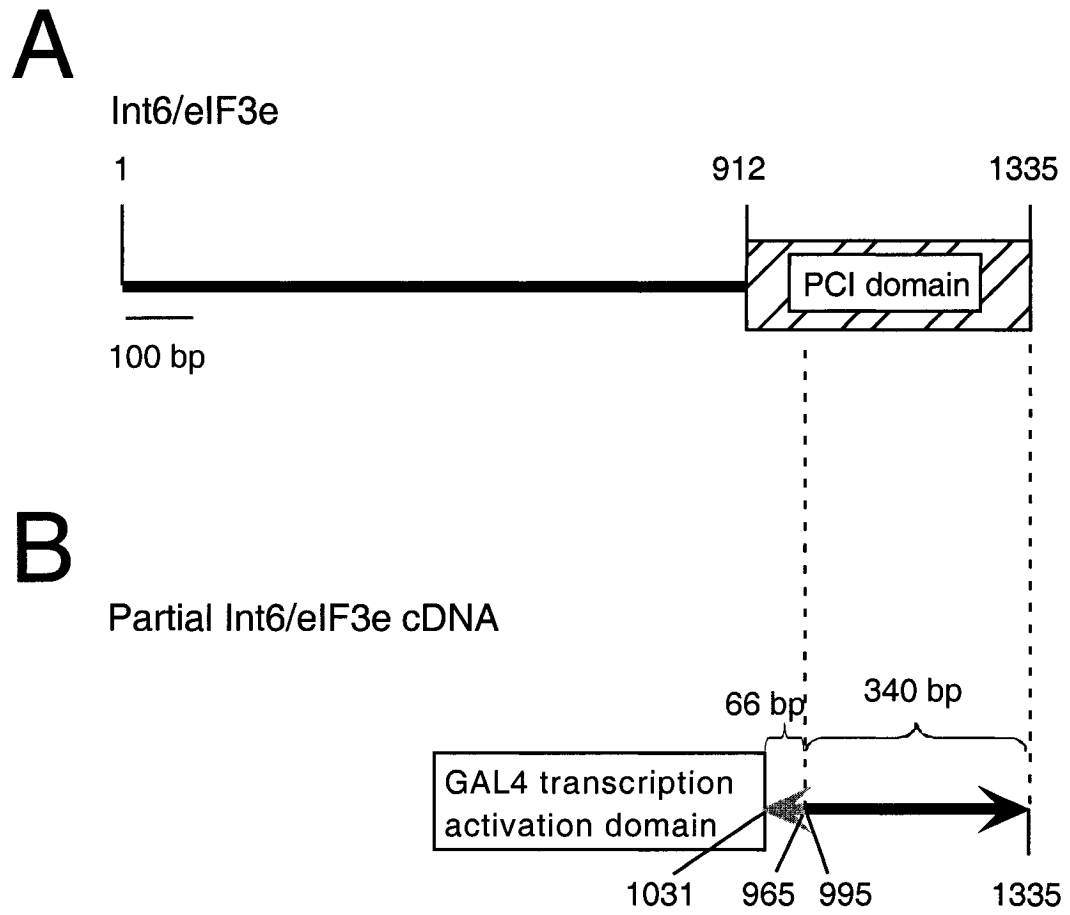 A
Int6/eIF3e
1 912 1335
PCI domain
100 bp
B
Partial Int6/eIF3e cDNA
66 bp 340 bp
GAL4 transcription
activation domain
1031 965 995 1335